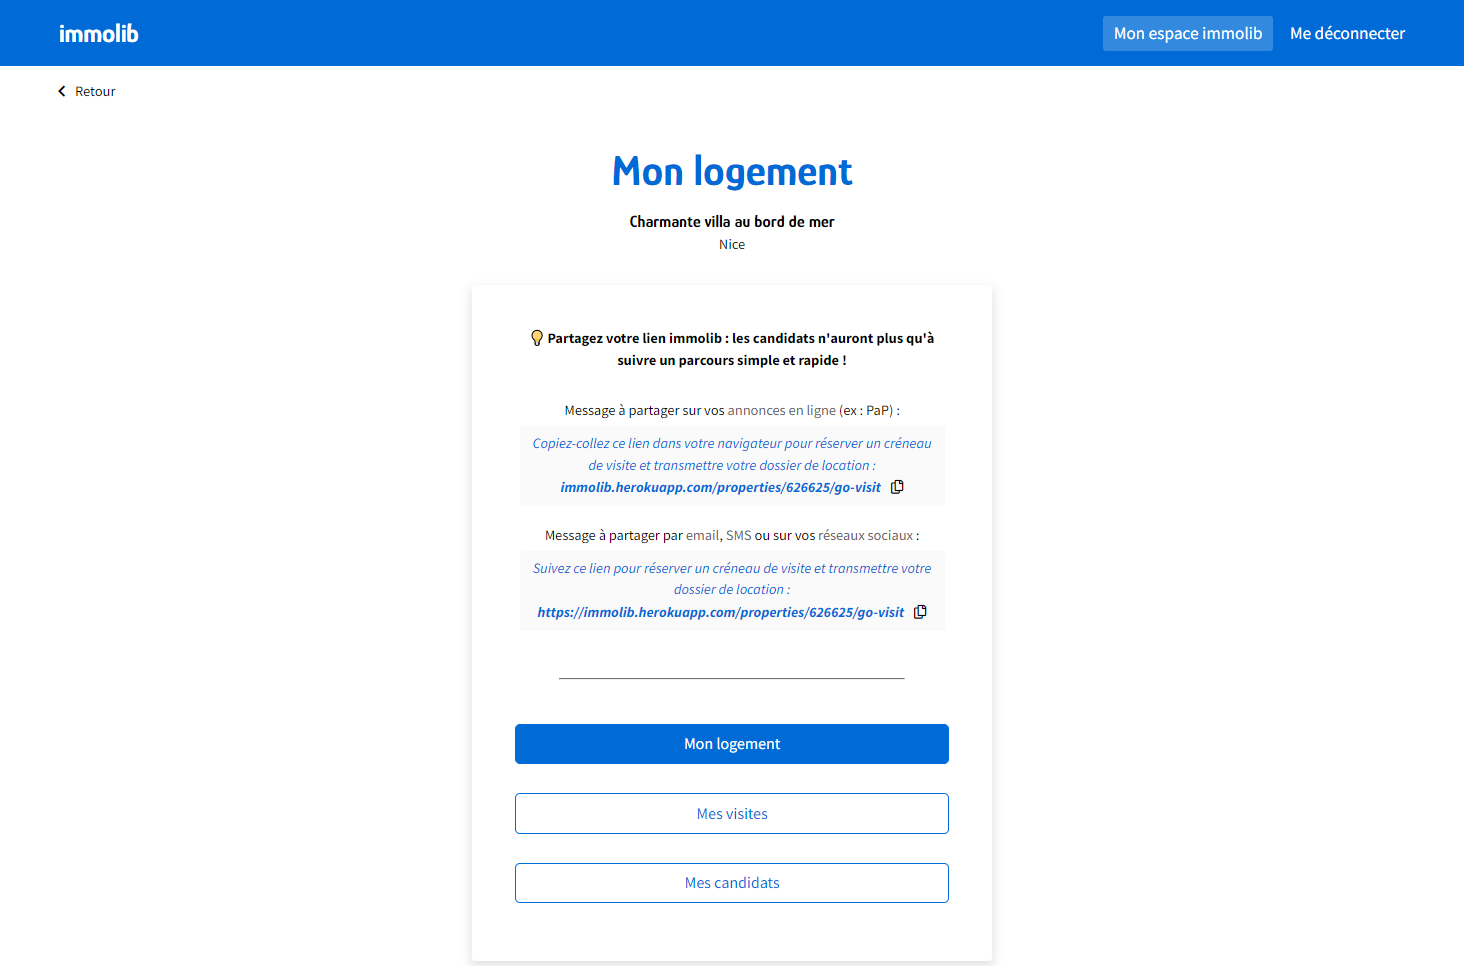 immolib
Mon espace immolib
Me déconnecter
Retour
Mon logement
Charmante villa au bord de mer
Nice
Partagez votre lien immolib : les candidats n'auront plus qu'à
suivre un parcours simple et rapide !
Message à partager sur vos annonces en ligne (ex : PaP) :
Copiez-collez ce lien dans votre navigateur pour réserver un créneau
de visite et transmettre votre dossier de location :
immolib.herokuapp.com/properties/626625/go-visit
Message à partager par email, SMS ou sur vos réseaux sociaux :
Suivez ce lien pour réserver un créneau de visite et transmettre votre
dossier de location :
https://immolib.herokuapp.com/properties/626625/go-visit
Mon logement
Mes visites
Mes candidats